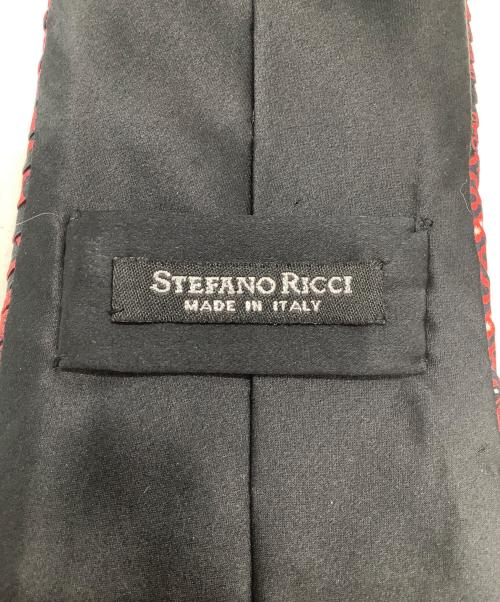 STEFANO RICCI
MADE IN ITALY